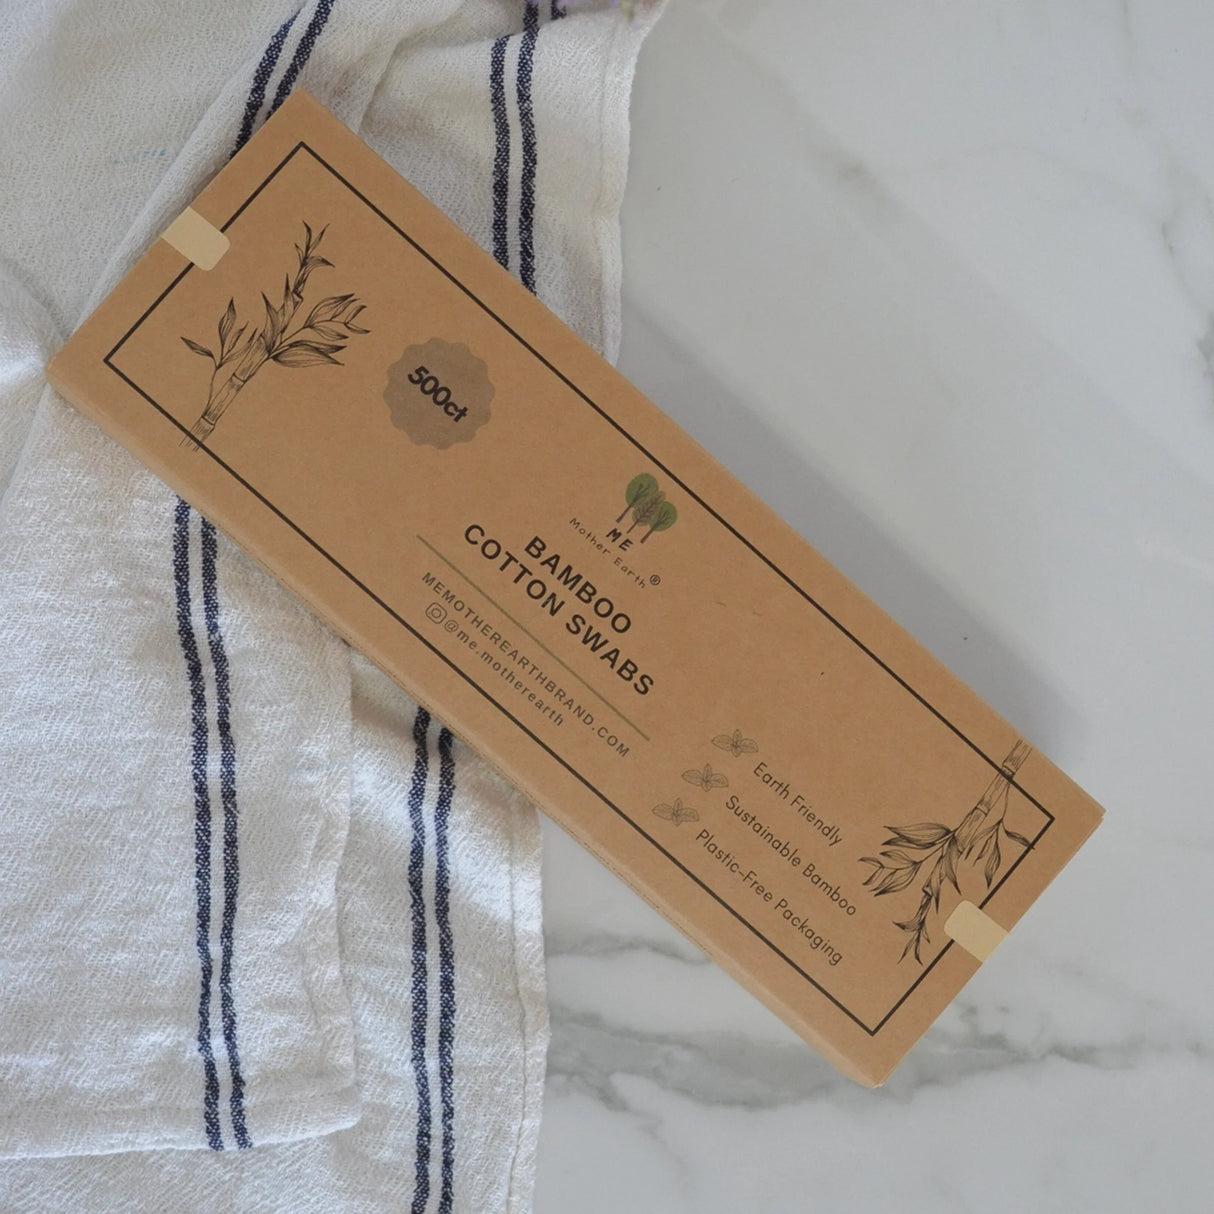 500ct
ME
Mother Earth®
BAMBOO
COTTON SWABS
MEMOTHEREARTHBRAND.COM
@me.motherearth
Earth Friendly
Sustainable Bamboo
Plastic-Free Packaging